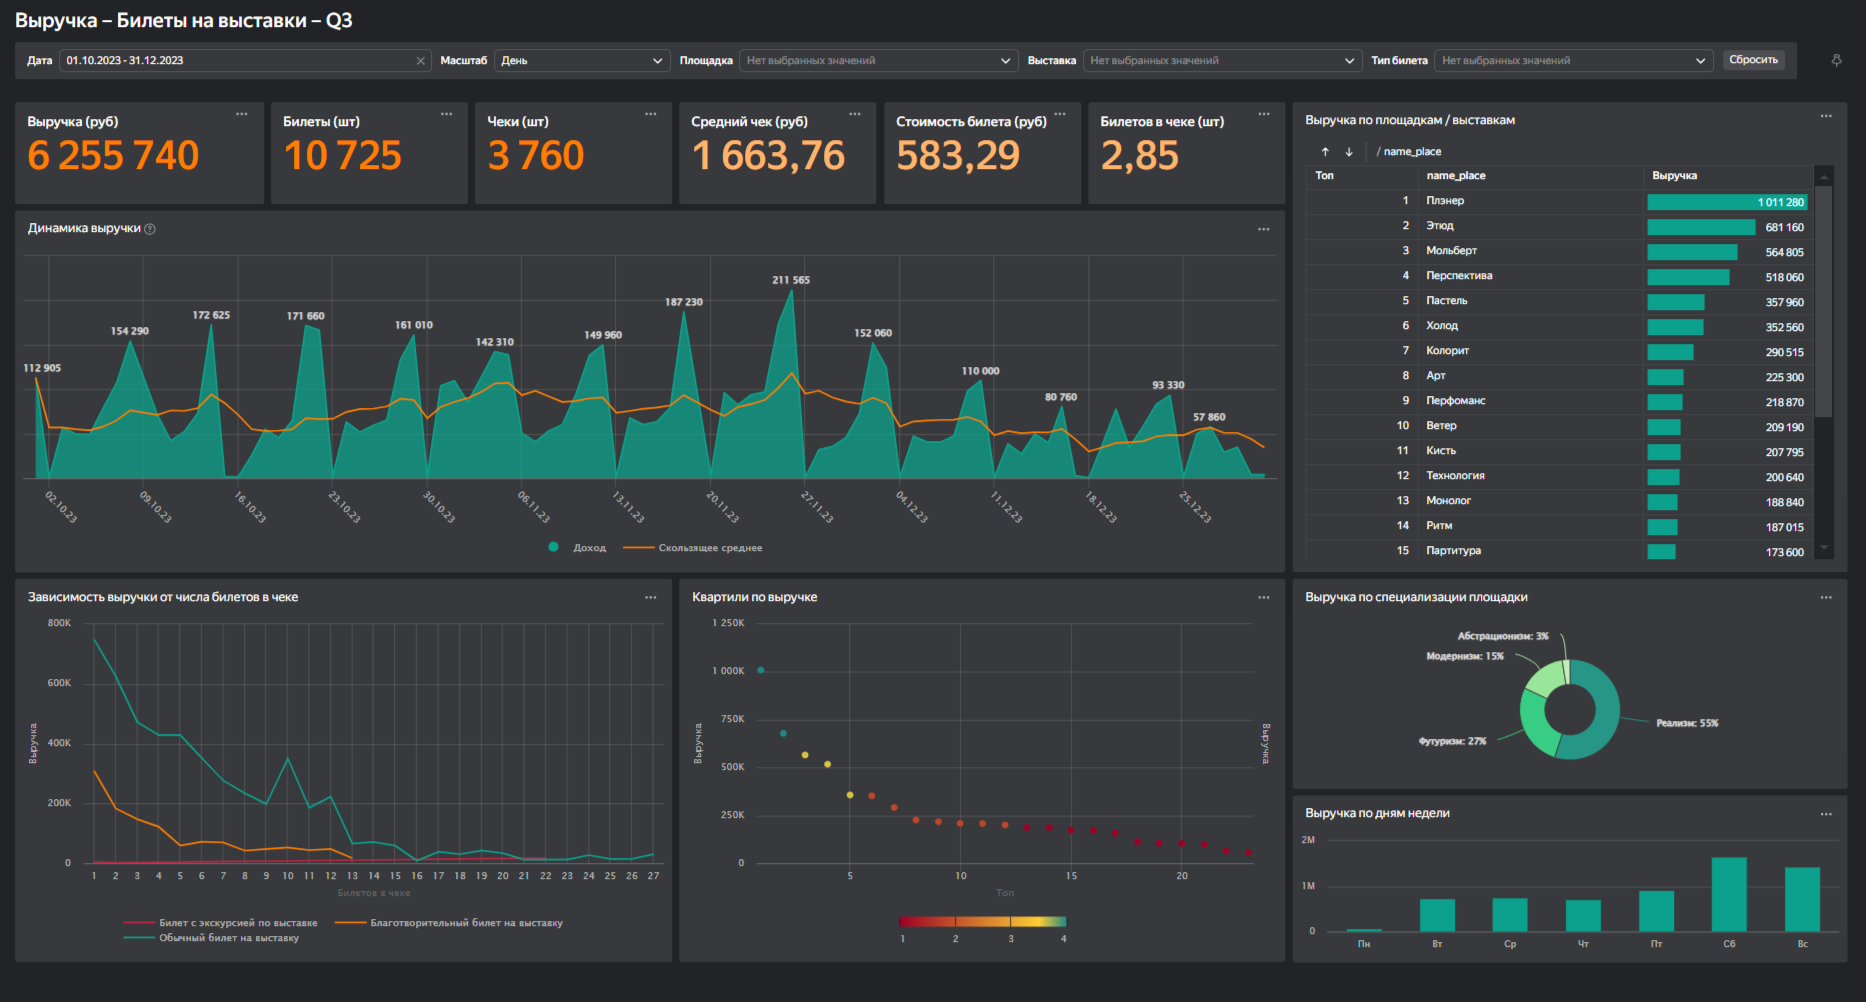 Выручка – Билеты на выставки – Q3
Дата 01.10.2023 - 31.12.2023 Масштаб День Площадка Нет выбранных значений Выставка Нет выбранных значений Тип билета Нет выбранных значений Сбросить
Выручка (руб)
6 255 740
Билеты (шт)
10 725
Чеки (шт)
3 760
Средний чек (руб)
1 663,76
Стоимость билета (руб)
583,29
Билетов в чеке (шт)
2,85
Динамика выручки
112 905
154 290
172 625
171 660
161 010
142 310
149 960
187 230
211 565
152 060
110 000
80 760
93 330
57 860
02.10.23 09.10.23 16.10.23 23.10.23 30.10.23 06.11.23 13.11.23 20.11.23 27.11.23 04.12.23 11.12.23 18.12.23 25.12.23
Доход Скользящее среднее
Выручка по площадкам / выставкам
↑ ↓ / name_place
Топ name_place Выручка
1 Плэнер 1 011 280
2 Этюд 681 160
3 Мольберт 564 805
4 Перспектива 518 060
5 Пастель 357 960
6 Холод 352 560
7 Колорит 290 515
8 Арт 225 300
9 Перфоманс 218 870
10 Ветер 209 190
11 Кисть 207 795
12 Технология 200 640
13 Монолог 188 840
14 Ритм 187 015
15 Партитура 173 600
Зависимость выручки от числа билетов в чеке
800K
600K
400K
200K
0
Выручка
1 2 3 4 5 6 7 8 9 10 11 12 13 14 15 16 17 18 19 20 21 22 23 24 25 26 27
Билетов в чеке
Билет с экскурсией по выставке Благотворительный билет на выставку
Обычный билет на выставку
Квартили по выручке
1 250K
1 000K
750K
500K
250K
0
Выручка
Выручка
5 10 15 20
Топ
1 2 3 4
Выручка по специализации площадки
Абстракционизм: 3%
Модернизм: 15%
Реализм: 55%
Футуризм: 27%
Выручка по дням недели
2M
1M
0
Пн Вт Ср Чт Пт Сб Вс